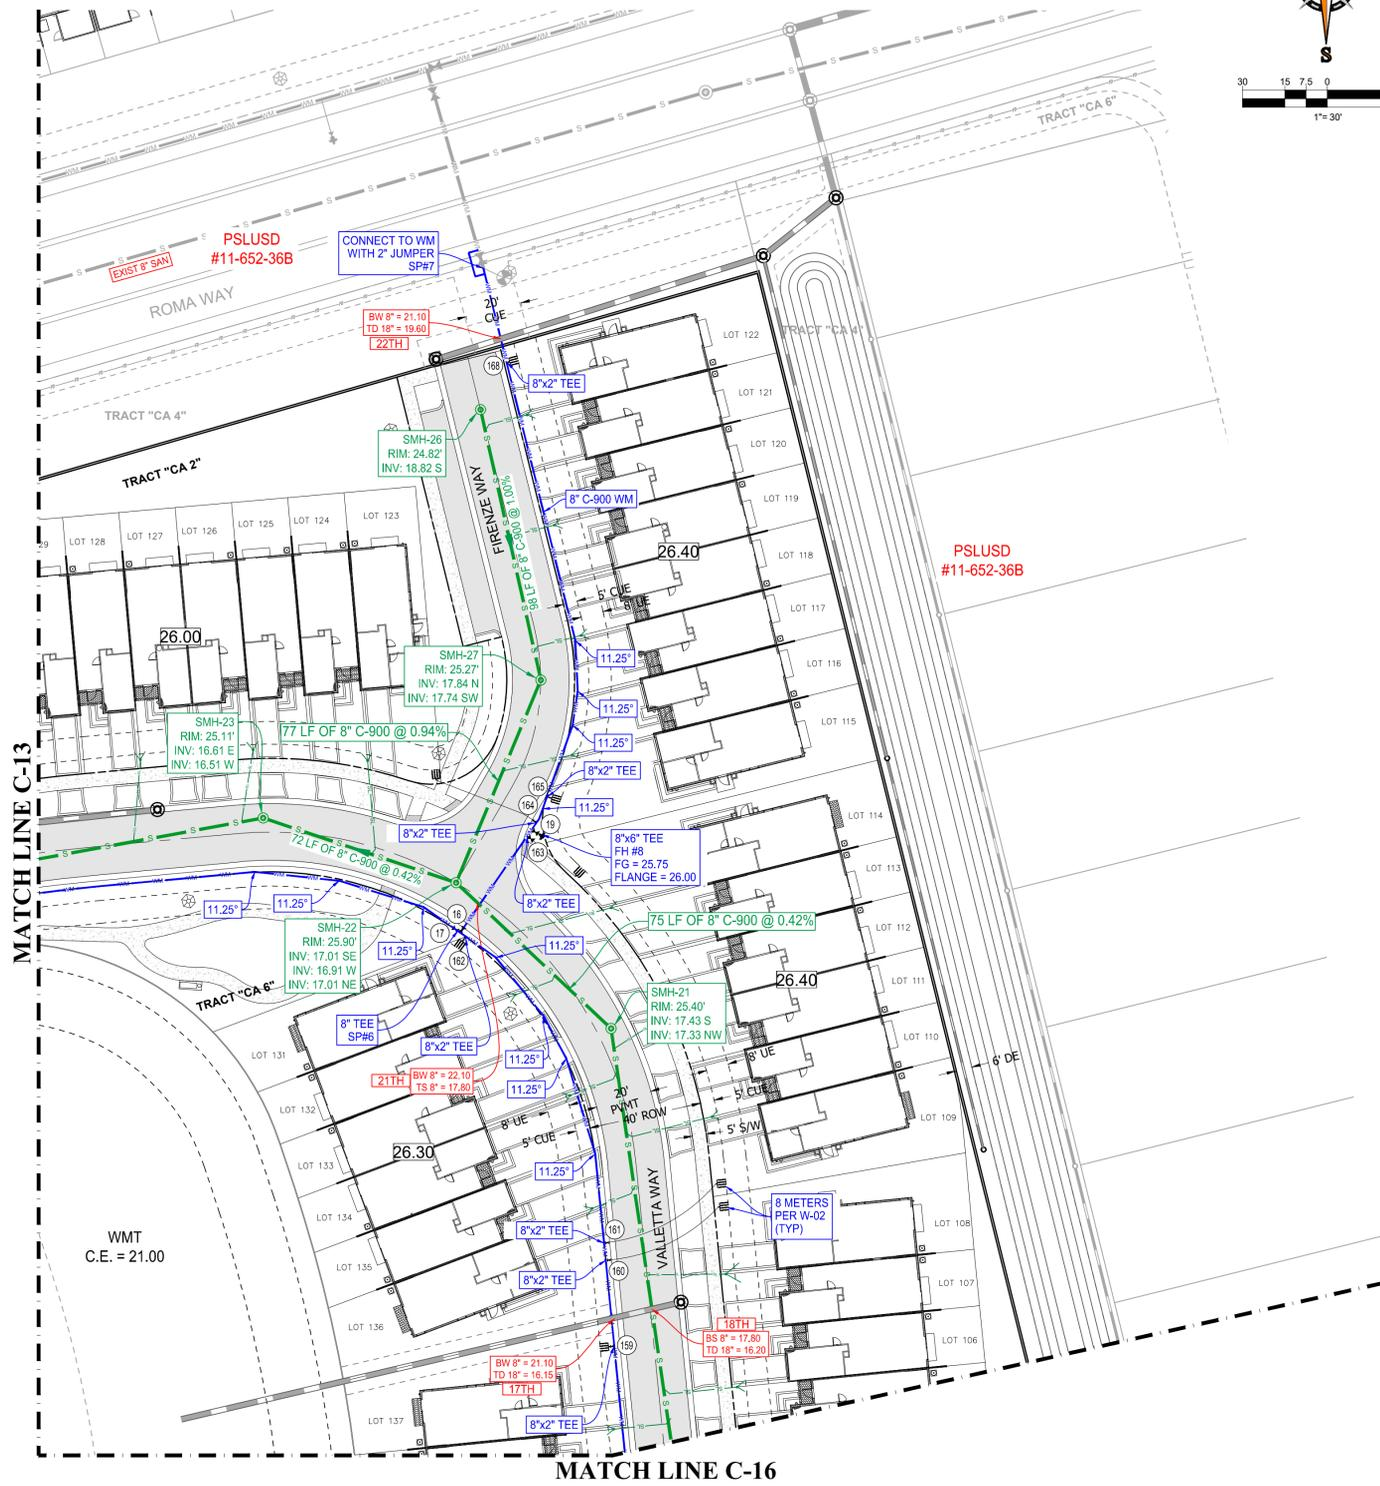 S
30 15 7.5 0
1"= 30'
TRACT "CA 6"
PSLUSD
#11-652-36B
EXIST 8" SAN
ROMA WAY
CONNECT TO WM
WITH 2" JUMPER
SP#7
20'
CUE
BW 8" = 21.10
TD 18" = 19.60
22TH
168
8"x2" TEE
TRACT "CA 4"
TRACT "CA 4"
TRACT "CA 2"
LOT 122
LOT 121
LOT 120
LOT 119
LOT 118
LOT 117
LOT 116
LOT 115
SMH-26
RIM: 24.82'
INV: 18.82 S
FIRENZE WAY
98 LF OF 8" C-900 @ 1.00%
8" C-900 WM
26.40
5' CUE
8' UE
PSLUSD
#11-652-36B
29
LOT 128
LOT 127
LOT 126
LOT 125
LOT 124
LOT 123
26.00
SMH-27
RIM: 25.27'
INV: 17.84 N
INV: 17.74 SW
11.25°
11.25°
11.25°
SMH-23
RIM: 25.11'
INV: 16.61 E
INV: 16.51 W
77 LF OF 8" C-900 @ 0.94%
8"x2" TEE
165
164
11.25°
19
163
8"x2" TEE
8"x6" TEE
FH #8
FG = 25.75
FLANGE = 26.00
8"x2" TEE
72 LF OF 8" C-900 @ 0.42%
MATCH LINE C-13
LOT 114
LOT 113
LOT 112
LOT 111
LOT 110
LOT 109
11.25°
11.25°
11.25°
16
17
162
11.25°
75 LF OF 8" C-900 @ 0.42%
SMH-22
RIM: 25.90'
INV: 17.01 SE
INV: 16.91 W
INV: 17.01 NE
TRACT "CA 6"
26.40
SMH-21
RIM: 25.40'
INV: 17.43 S
INV: 17.33 NW
8" TEE
SP#6
8"x2" TEE
11.25°
11.25°
21TH
BW 8" = 22.10
TS 8" = 17.80
LOT 131
LOT 132
LOT 133
LOT 134
LOT 135
LOT 136
LOT 137
26.30
8' UE
5' CUE
20'
PVMT
40' ROW
8' UE
5' CUE
5' S/W
6' DE
11.25°
VALLETTA WAY
8"x2" TEE
161
8"x2" TEE
160
8 METERS
PER W-02
(TYP)
LOT 108
LOT 107
LOT 106
WMT
C.E. = 21.00
18TH
BS 8" = 17.80
TD 18" = 16.20
159
BW 8" = 21.10
TD 18" = 16.15
17TH
8"x2" TEE
MATCH LINE C-16